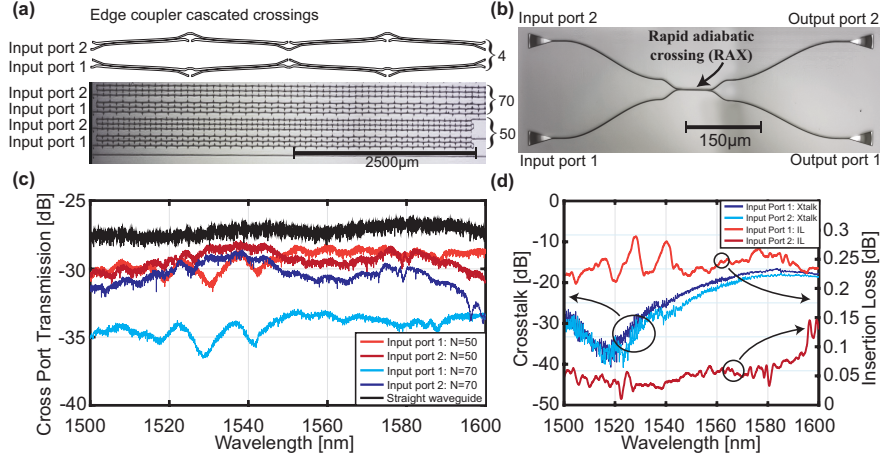 (a)
Edge coupler cascated crossings
Input port 2
Input port 1
4
Input port 2
Input port 1
70
Input port 2
Input port 1
50
2500µm
(b)
Input port 2
Output port 2
Rapid adiabatic
crossing (RAX)
150µm
Input port 1
Output port 1
(c)
Cross Port Transmission [dB]
-25
-30
-35
-40
Input port 1: N=50
Input port 2: N=50
Input port 1: N=70
Input port 2: N=70
Straight waveguide
1500
1520
1540
1560
1580
1600
Wavelength [nm]
(d)
Crosstalk [dB]
0
-10
-20
-30
-40
-50
Input Port 1: Xtalk
Input Port 2: Xtalk
Input Port 1: IL
Input Port 2: IL
0.3
0.25
0.2
0.15
0.1
0.05
0
Insertion Loss [dB]
1500
1520
1540
1560
1580
1600
Wavelength [nm]